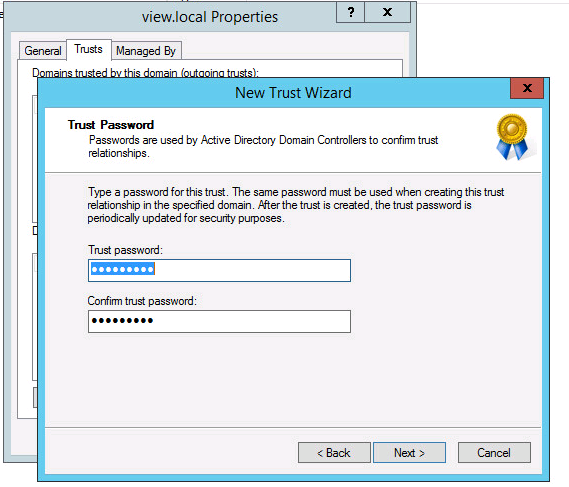 view.local Properties
?
x
General
Trusts
Managed By
Domains trusted by this domain (outgoing trusts):
New Trust Wizard
x
Trust Password
Passwords are used by Active Directory Domain Controllers to confirm trust
relationships.
Type a password for this trust. The same password must be used when creating this trust
relationship in the specified domain. After the trust is created, the trust password is
periodically updated for security purposes.
Trust password:
●●●●●●●●●
Confirm trust password:
●●●●●●●●●
< Back
Next >
Cancel